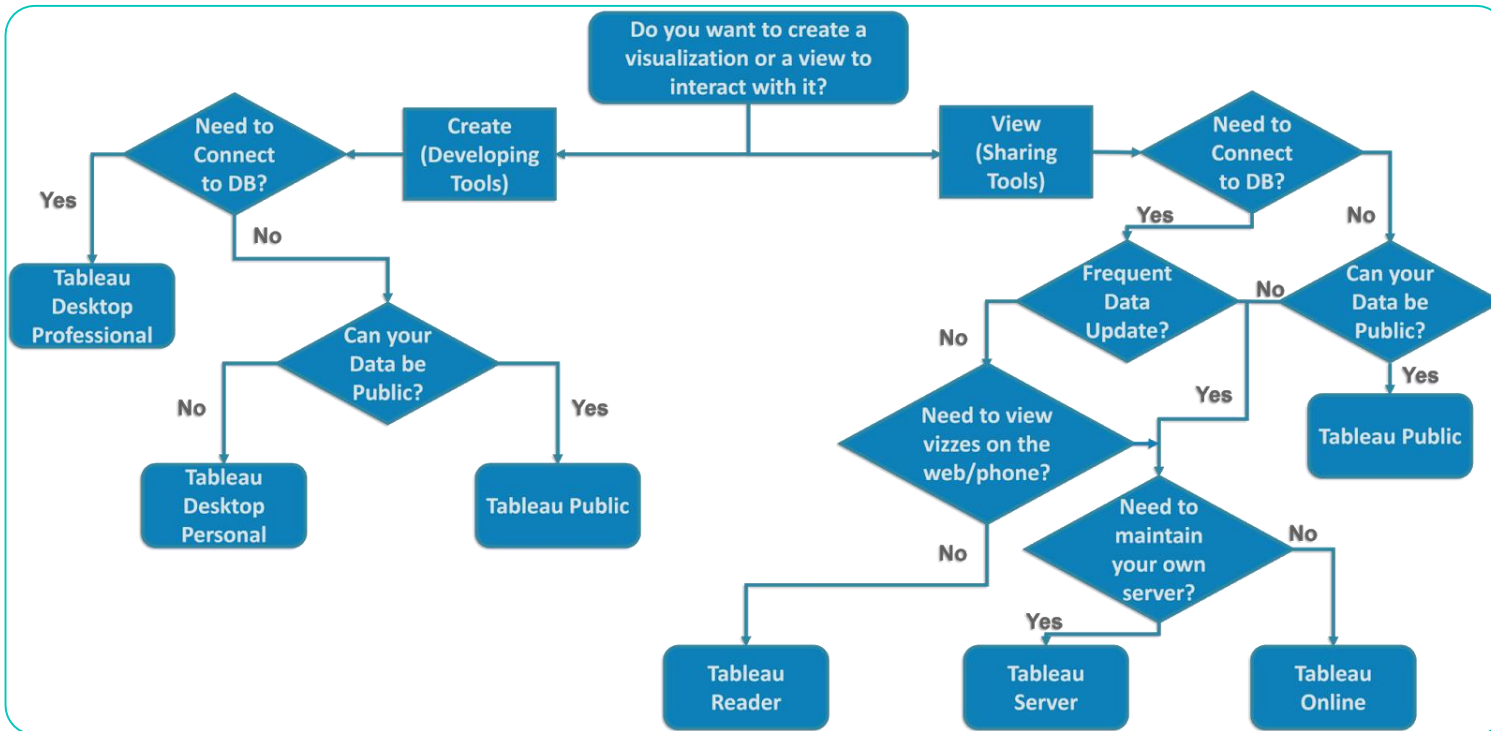 Do you want to create a
visualization or a view to
interact with it?
Need to
Connect
to DB?
Create
(Developing
Tools)
View
(Sharing
Tools)
Need to
Connect
to DB?
Yes
No
Yes
No
Tableau
Desktop
Professional
Frequent
Data
Update?
No
Can your
Data be
Public?
Can your
Data be
Public?
No
No
Yes
Yes
Yes
Need to view
vizzes on the
web/phone?
Tableau Public
Tableau
Desktop
Personal
Tableau Public
Need to
maintain
your own
server?
No
No
Yes
Tableau
Reader
Tableau
Server
Tableau
Online